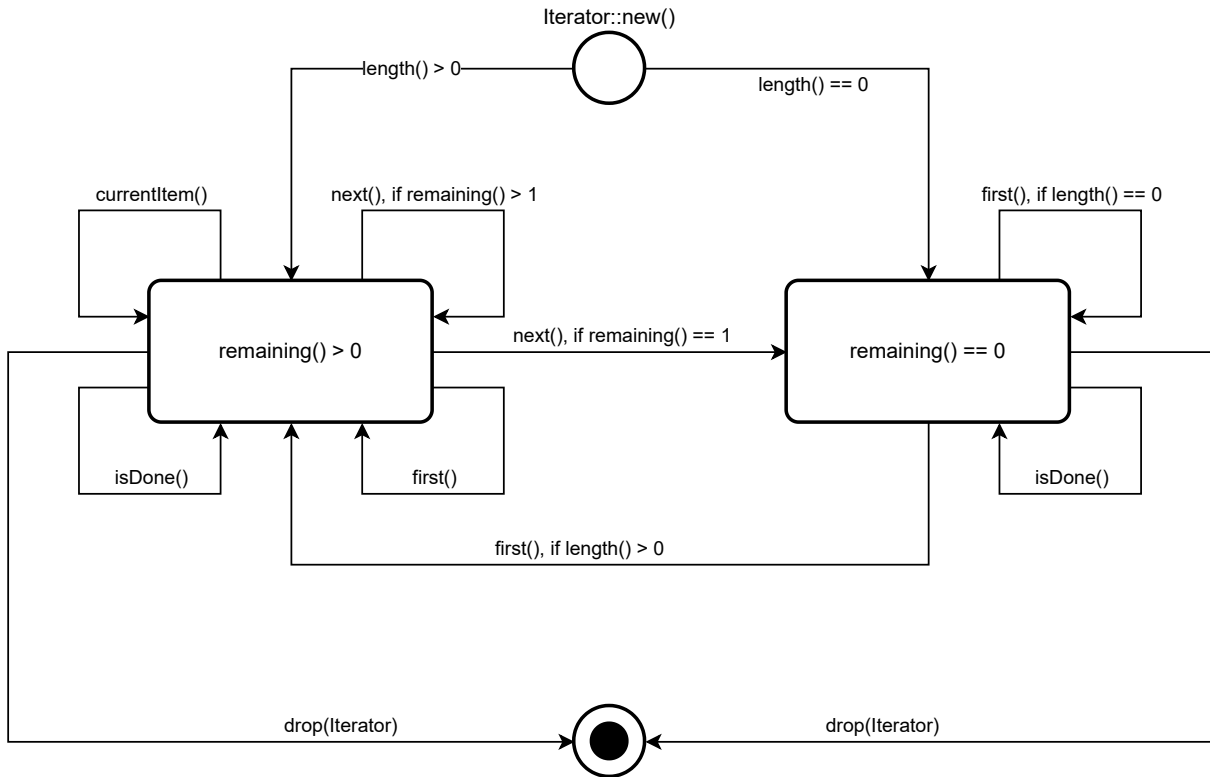 Iterator::new()
length() > 0
length() == 0
currentItem()
next(), if remaining() > 1
first(), if length() == 0
remaining() > 0
next(), if remaining() == 1
remaining() == 0
isDone()
first()
isDone()
first(), if length() > 0
drop(Iterator)
drop(Iterator)